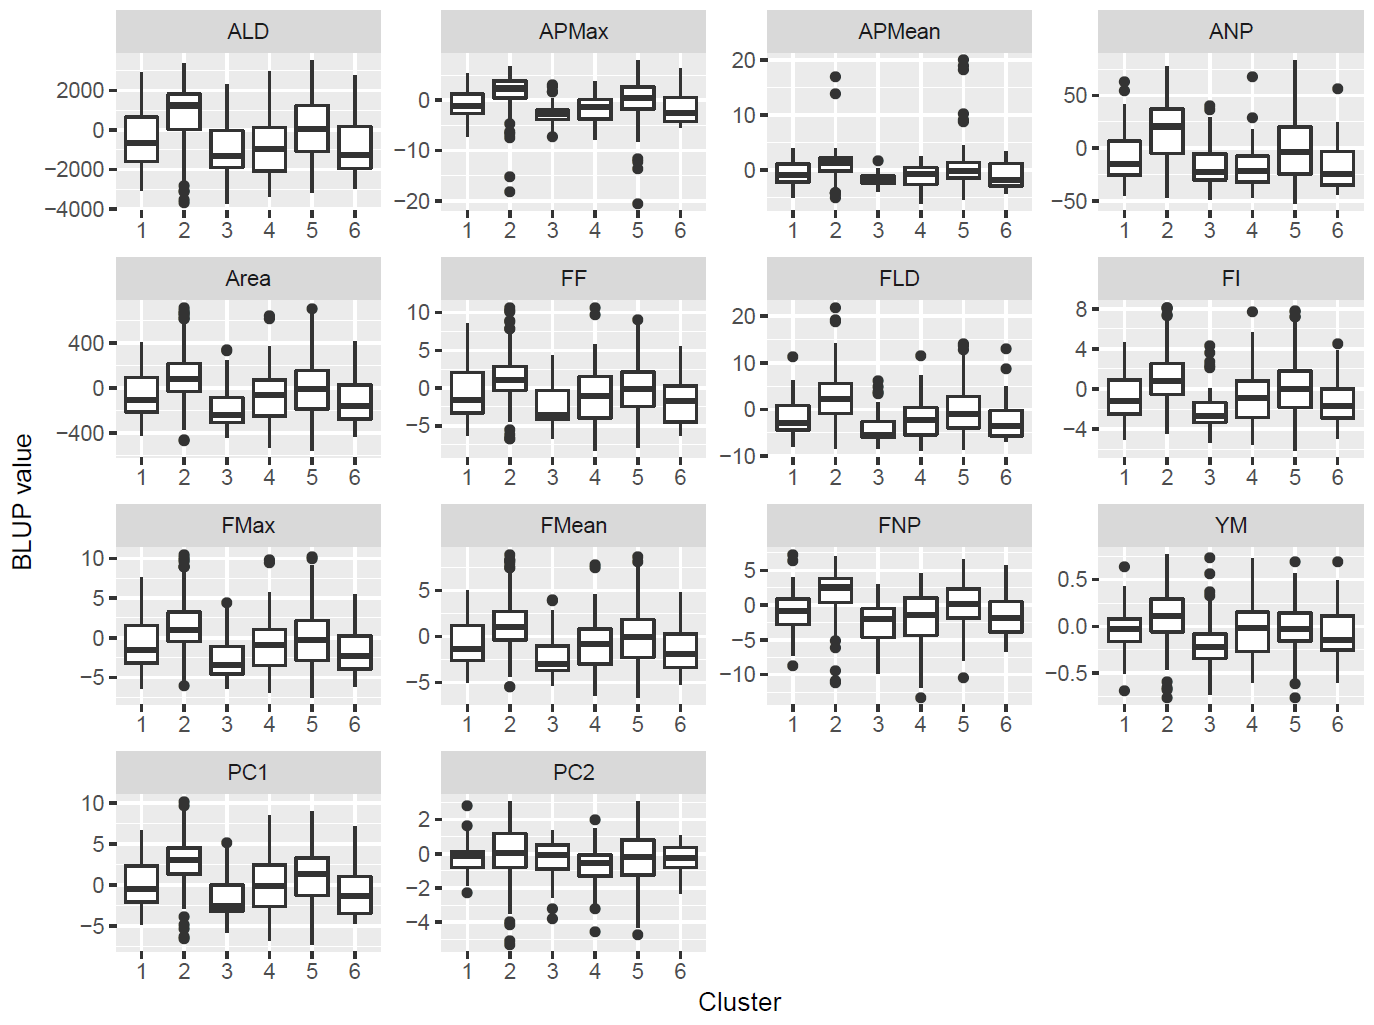 ALD APMax APMean ANP
2000 0 −2000 −4000
0 −10 −20
20 10 0
50 0 −50
1 2 3 4 5 6 1 2 3 4 5 6 1 2 3 4 5 6 1 2 3 4 5 6
Area FF FLD FI
400 0 −400
10 5 0 −5
20 10 0 −10
8 4 0 −4
1 2 3 4 5 6 1 2 3 4 5 6 1 2 3 4 5 6 1 2 3 4 5 6
BLUP value
FMax FMean FNP YM
10 5 0 −5
5 0 −5
5 0 −5 −10
0.5 0.0 −0.5
1 2 3 4 5 6 1 2 3 4 5 6 1 2 3 4 5 6 1 2 3 4 5 6
PC1 PC2
10 5 0 −5
2 0 −2 −4
1 2 3 4 5 6 1 2 3 4 5 6
Cluster